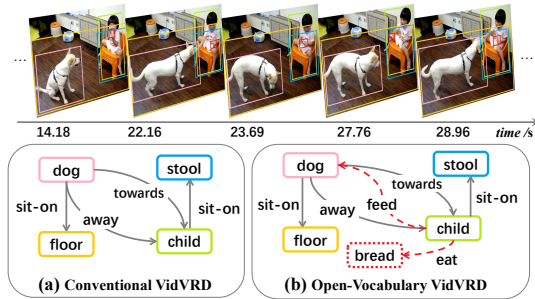 ... ...
14.18 22.16 23.69 27.76 28.96 time /s
dog stool
sit-on away towards sit-on
floor child
(a) Conventional VidVRD
dog stool
sit-on away towards feed sit-on
floor child
bread eat
(b) Open-Vocabulary VidVRD